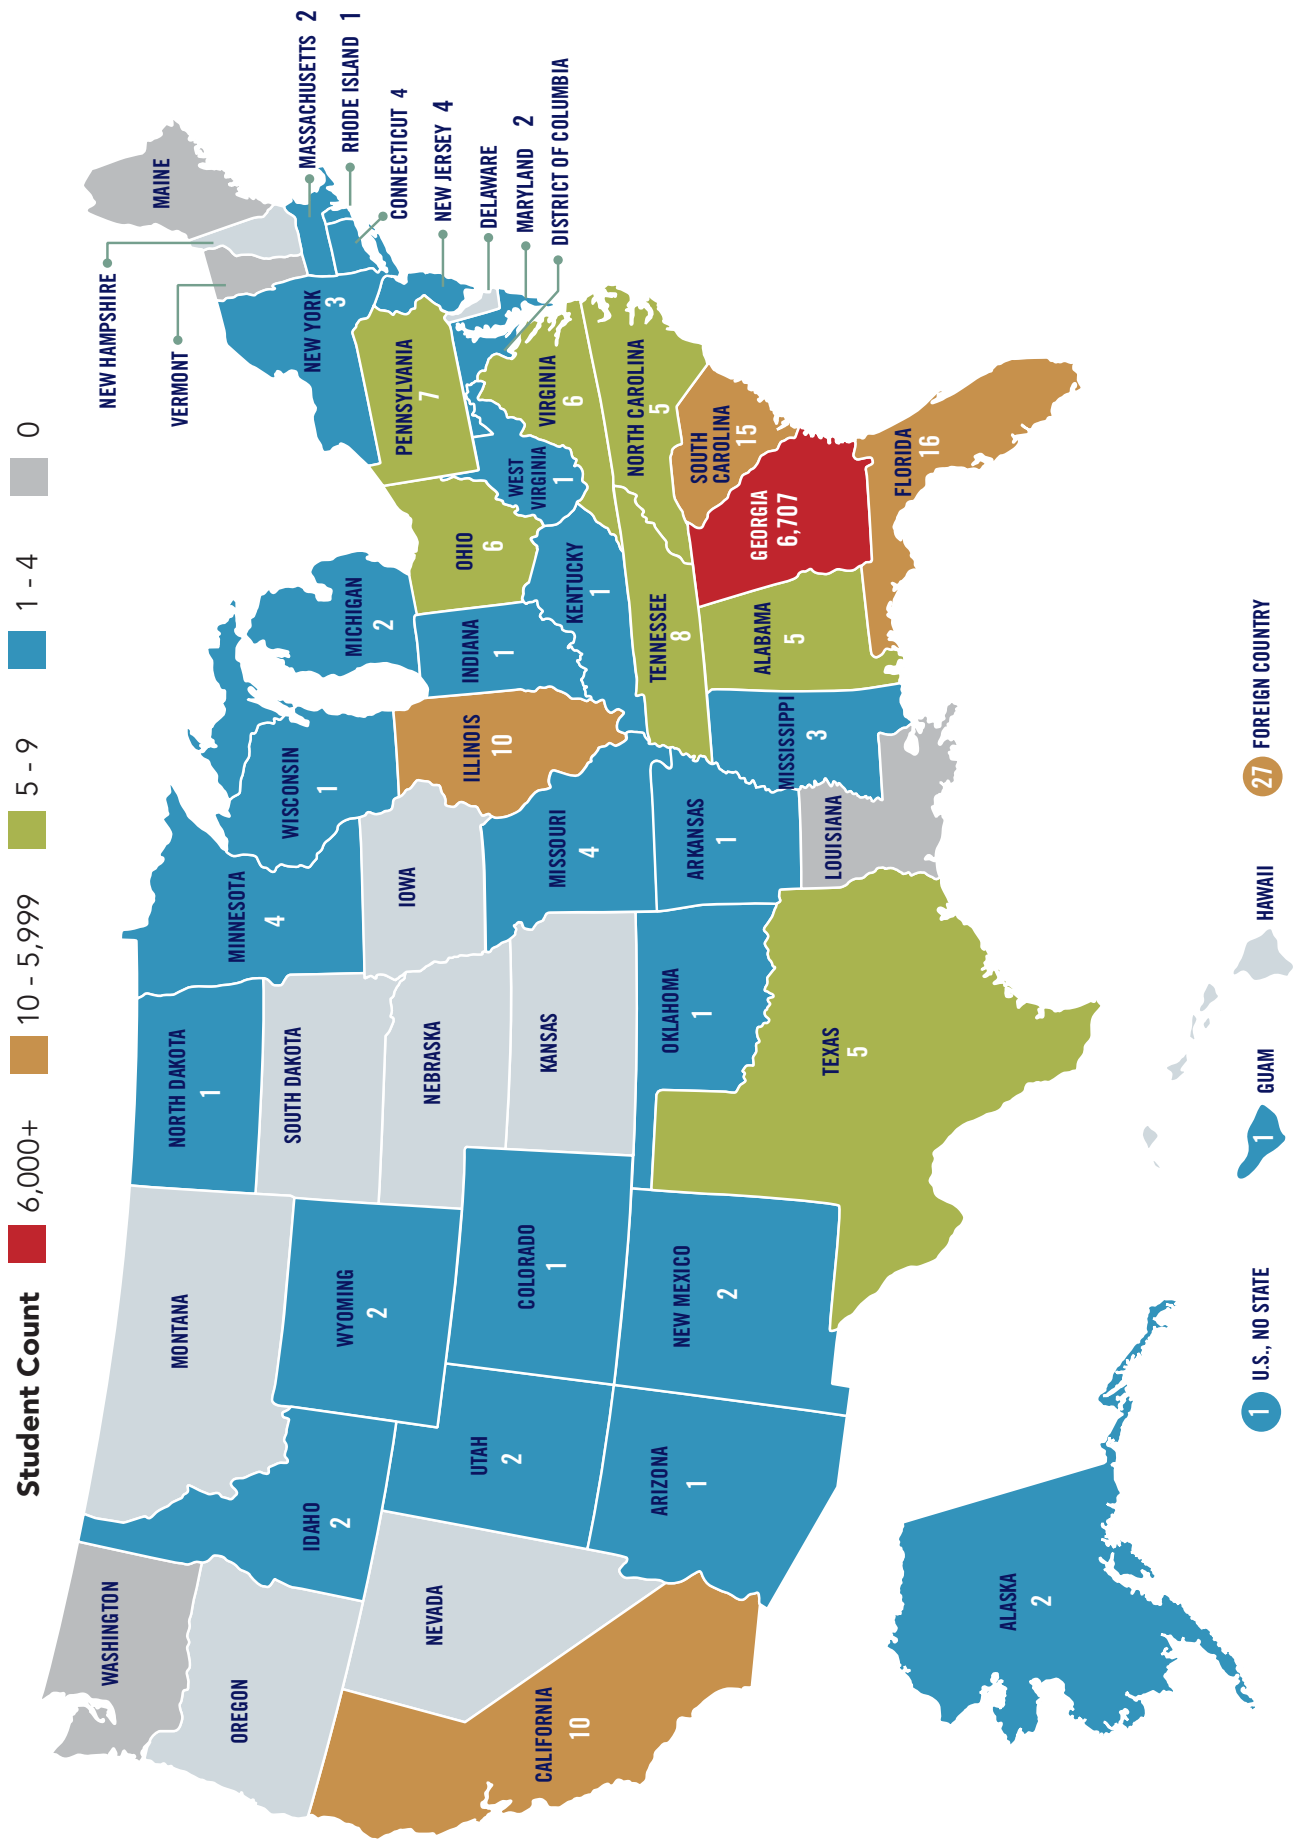 Student Count
6,000+
10 - 5,999
5 - 9
1 - 4
0
WASHINGTON
OREGON
CALIFORNIA
10
NEVADA
IDAHO
2
MONTANA
WYOMING
2
UTAH
2
ARIZONA
1
COLORADO
1
NEW MEXICO
2
NORTH DAKOTA
1
SOUTH DAKOTA
NEBRASKA
KANSAS
OKLAHOMA
1
TEXAS
5
MINNESOTA
4
IOWA
MISSOURI
4
ARKANSAS
1
LOUISIANA
WISCONSIN
1
ILLINOIS
10
MICHIGAN
2
INDIANA
1
OHIO
6
KENTUCKY
1
TENNESSEE
8
MISSISSIPPI
3
ALABAMA
5
GEORGIA
6,707
FLORIDA
16
SOUTH
CAROLINA
15
NORTH CAROLINA
5
VIRGINIA
6
WEST
VIRGINIA
1
PENNSYLVANIA
7
NEW YORK
3
VERMONT
NEW HAMPSHIRE
MAINE
MASSACHUSETTS 2
RHODE ISLAND 1
CONNECTICUT 4
NEW JERSEY 4
DELAWARE
MARYLAND 2
DISTRICT OF COLUMBIA
ALASKA
2
1 U.S., NO STATE
1 GUAM
HAWAII
27 FOREIGN COUNTRY